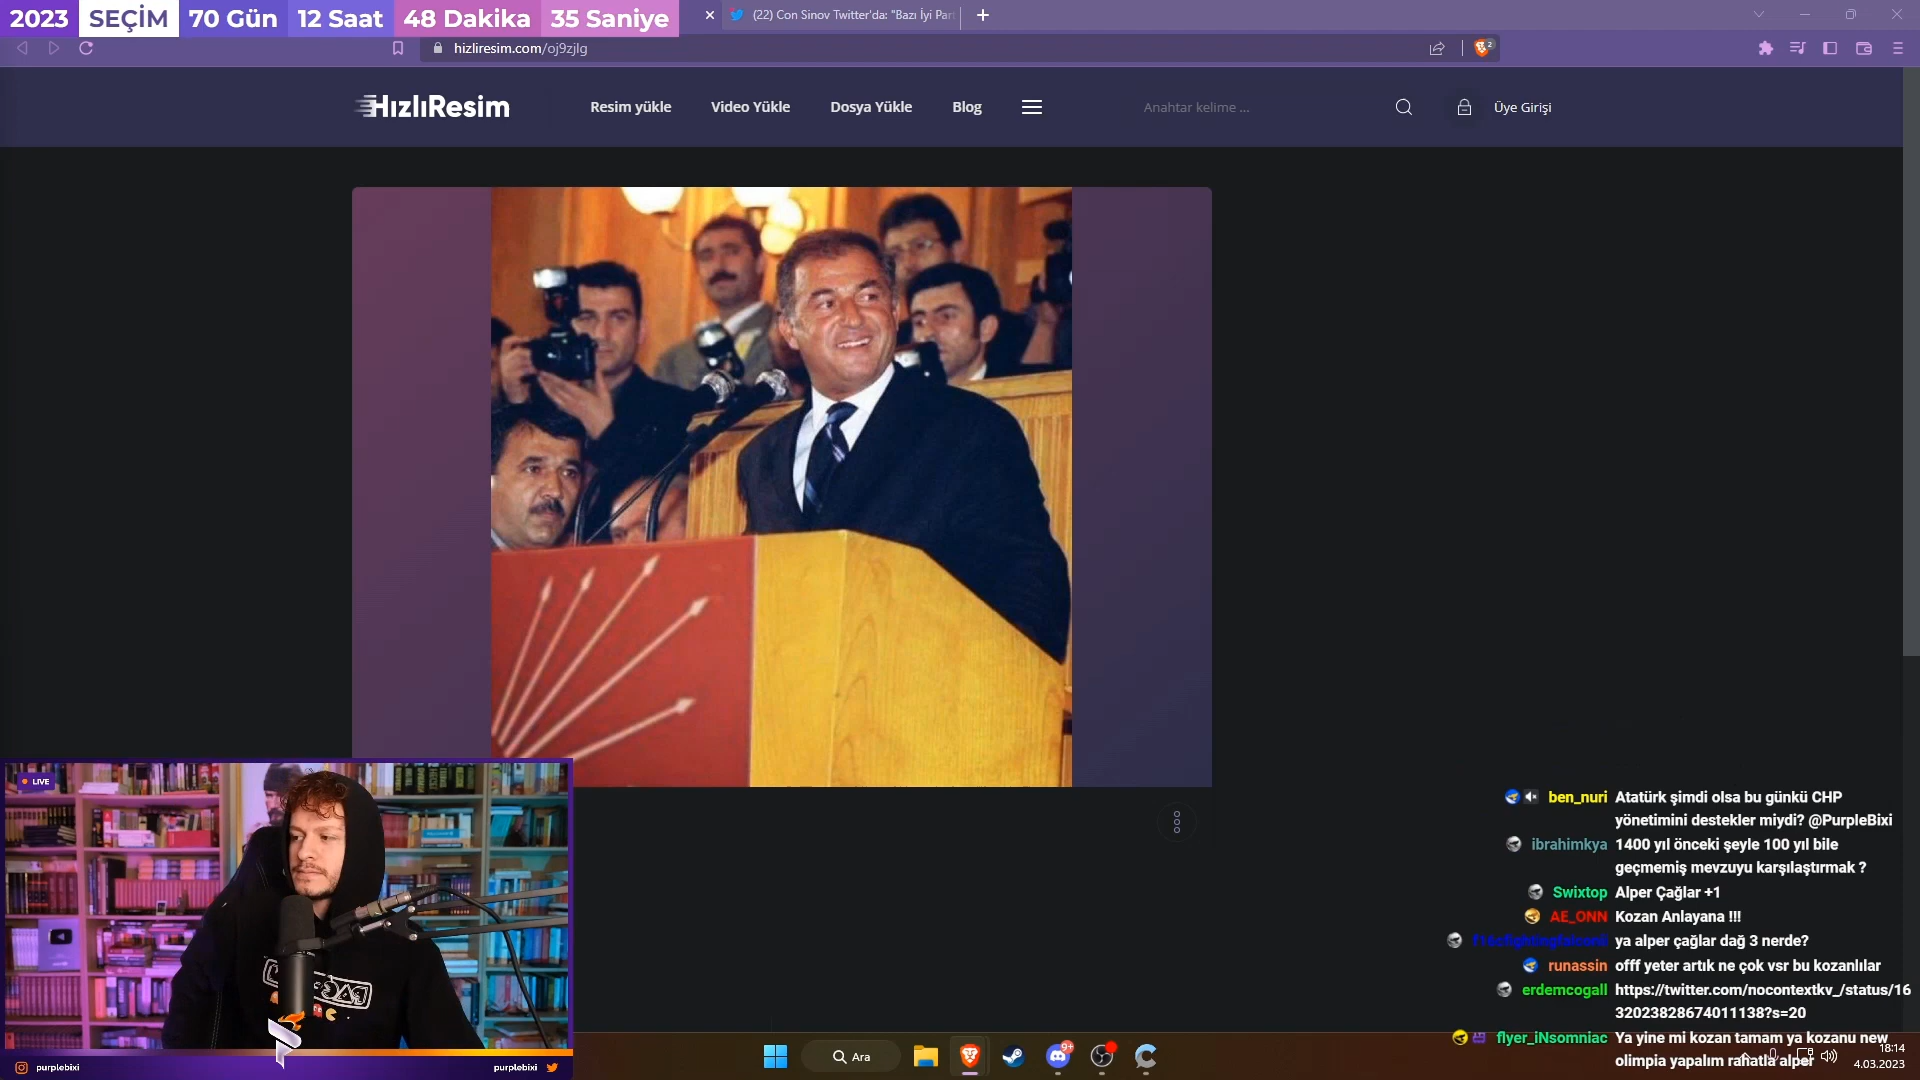 2023 SEÇİM 70 Gün 12 Saat 48 Dakika 35 Saniye
(22) Con Sinov Twitter'da: "Bazı İyi Par
hizliresim.com/oj9zjlg
2
HızlıResim
Resim yükle
Video Yükle
Dosya Yükle
Blog
Anahtar kelime ...
Üye Girişi
LIVE
purplebixi
purplebixi
ben_nuri Atatürk şimdi olsa bu günkü CHP
yönetimini destekler miydi? @PurpleBixi
ibrahimkya 1400 yıl önceki şeyle 100 yıl bile
geçmemiş mevzuyu karşılaştırmak ?
Swixtop Alper Çağlar +1
AE_ONN Kozan Anlayana !!!
ya alper çağlar dağ 3 nerde?
runassin offf yeter artık ne çok vsr bu kozanlılar
erdemcogall https://twitter.com/nocontextkv_/status/16
32023828674011138?s=20
flyer_iNsomniac Ya yine mi kozan tamam ya kozanu new
olimpia yapalım rahatla alper
Ara
9+
18:14
4.03.2023